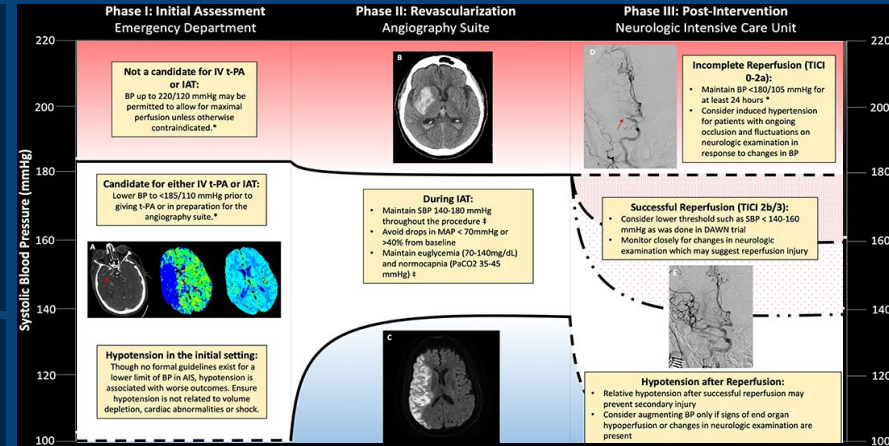 Phase I: Initial Assessment
Emergency Department
Phase II: Revascularization
Angiography Suite
Phase III: Post-Intervention
Neurologic Intensive Care Unit
Systolic Blood Pressure (mmHg)
220
200
180
160
140
120
100
Not a candidate for IV t-PA
or IAT:
BP up to 220/120 mmHg may be
permitted to allow for maximal
perfusion unless otherwise
contraindicated.*
Candidate for either IV t-PA or IAT:
Lower BP to <185/110 mmHg prior to
giving t-PA or in preparation for the
angiography suite.*
A
Hypotension in the initial setting:
Though no formal guidelines exist for a
lower limit of BP in AIS, hypotension is
associated with worse outcomes. Ensure
hypotension is not related to volume
depletion, cardiac abnormalities or shock.
B
During IAT:
• Maintain SBP 140-180 mmHg
throughout the procedure ‡
• Avoid drops in MAP < 70mmHg or
>40% from baseline
• Maintain euglycemia (70-140mg/dL)
and normocapnia (PaCO2 35-45
mmHg) ‡
C
D
Incomplete Reperfusion (TICI
0-2a):
• Maintain BP <180/105 mmHg for
at least 24 hours *
• Consider induced hypertension
for patients with ongoing
occlusion and fluctuations on
neurologic examination in
response to changes in BP
Successful Reperfusion (TICI 2b/3):
• Consider lower threshold such as SBP < 140-160
mmHg as was done in DAWN trial
• Monitor closely for changes in neurologic
examination which may suggest reperfusion injury
E
Hypotension after Reperfusion:
• Relative hypotension after successful reperfusion may
prevent secondary injury
• Consider augmenting BP only if signs of end organ
hypoperfusion or changes in neurologic examination are
present
220
200
180
160
140
120
100